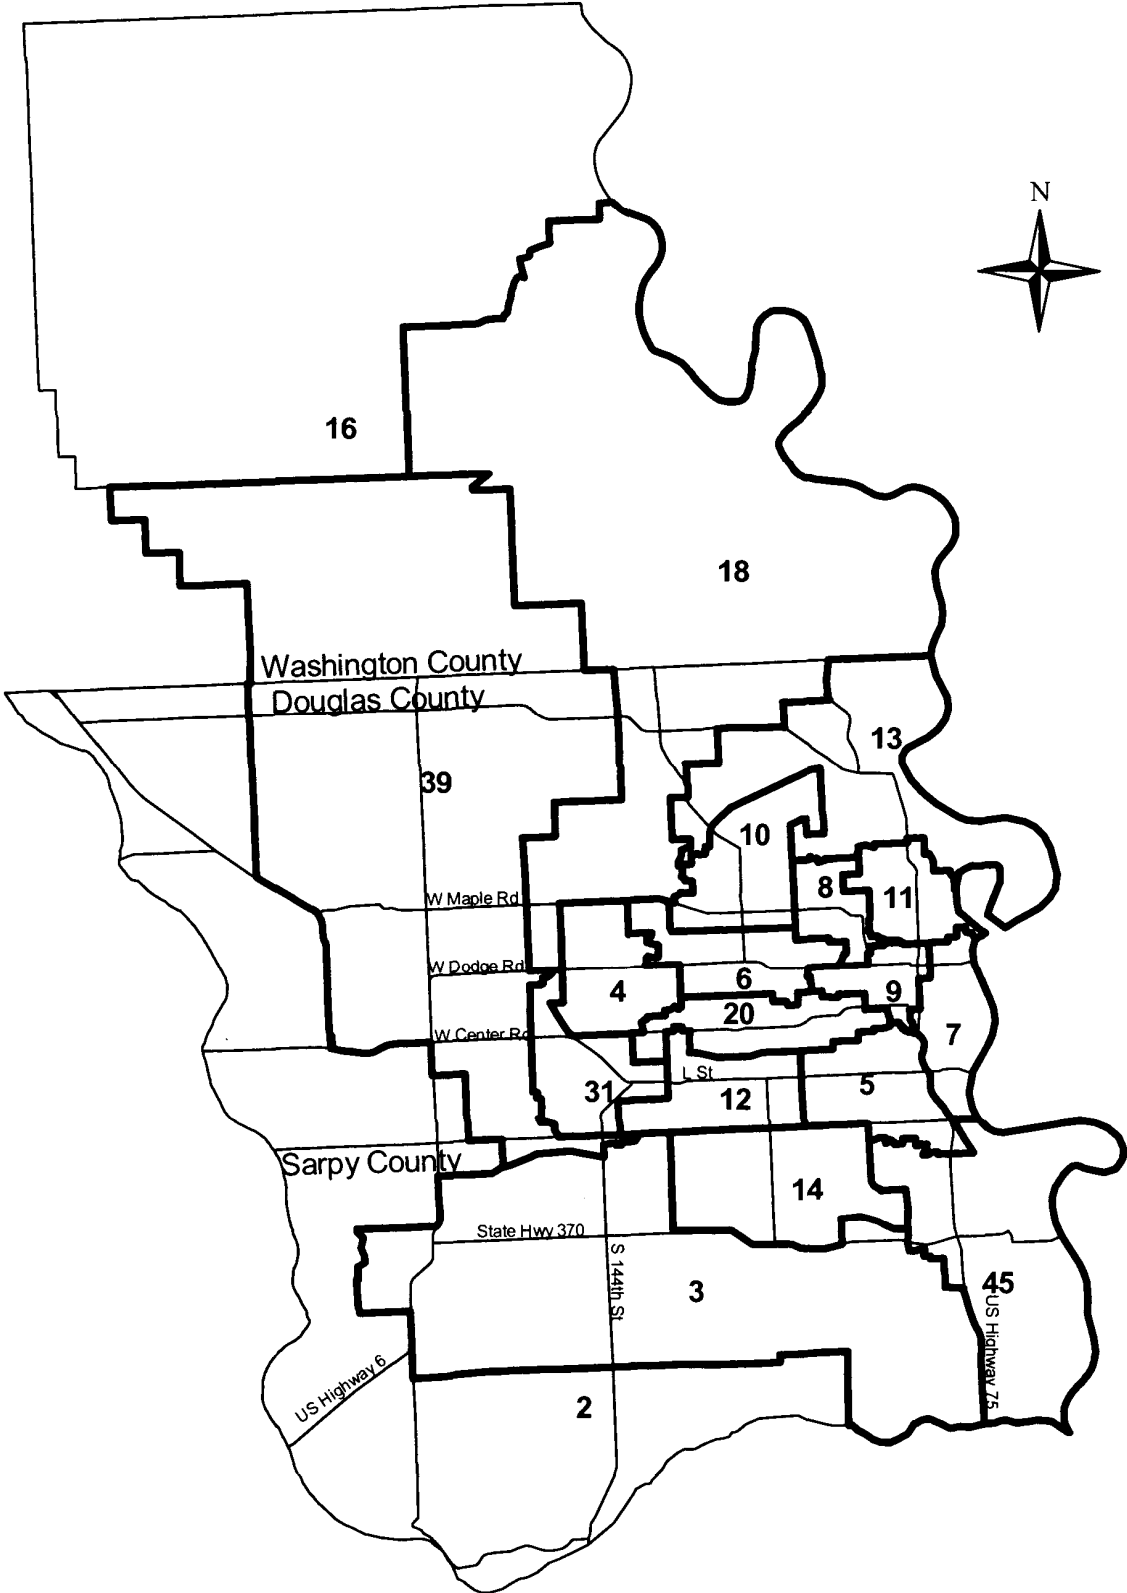 N
16
18
Washington County
Douglas County
13
39
10
8
11
W Maple Rd
W Dodge Rd
6
4
9
20
W Center Rd
7
L St
5
31
12
Sarpy County
14
State Hwy 370
S 144th St
3
45
US Highway 75
US Highway 6
2